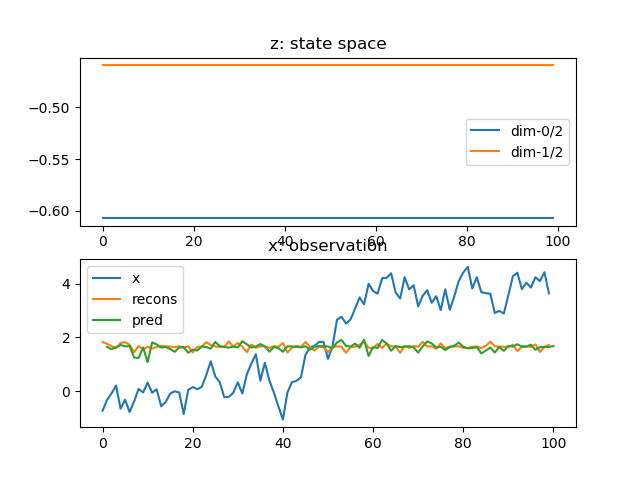 z: state space
−0.50
−0.55
−0.60
dim-0/2
dim-1/2
0 20 40 60 80 100
x: observation
4
2
0
x
recons
pred
0 20 40 60 80 100